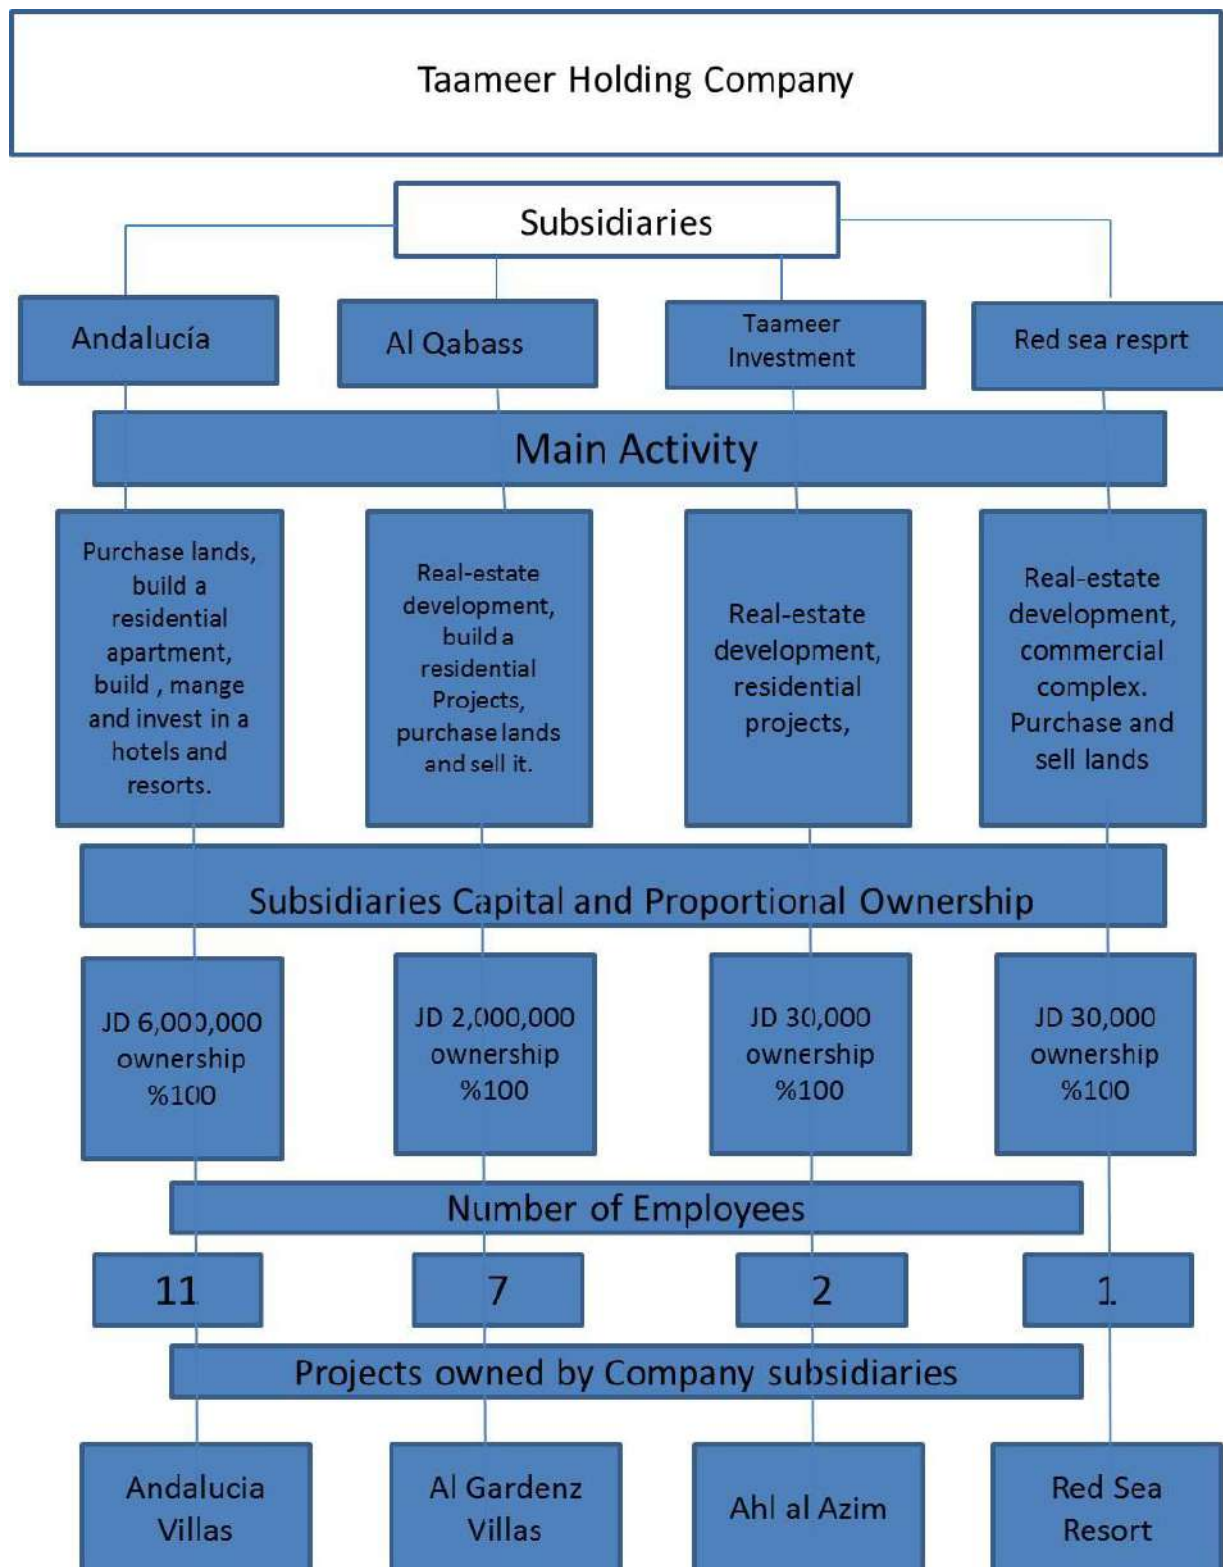 Taameer Holding Company
Subsidiaries
Andalucía
Al Qabass
Taameer
Investment
Red sea resprt
Main Activity
Purchase lands,
build a
residential
apartment,
build , mange
and invest in a
hotels and
resorts.
Real-estate
development,
build a
residential
Projects,
purchase lands
and sell it.
Real-estate
development,
residential
projects,
Real-estate
development,
commercial
complex.
Purchase and
sell lands
Subsidiaries Capital and Proportional Ownership
JD 6,000,000
ownership
%100
JD 2,000,000
ownership
%100
JD 30,000
ownership
%100
JD 30,000
ownership
%100
Number of Employees
11
7
2
1
Projects owned by Company subsidiaries
Andalucia
Villas
Al Gardenz
Villas
Ahl al Azim
Red Sea
Resort